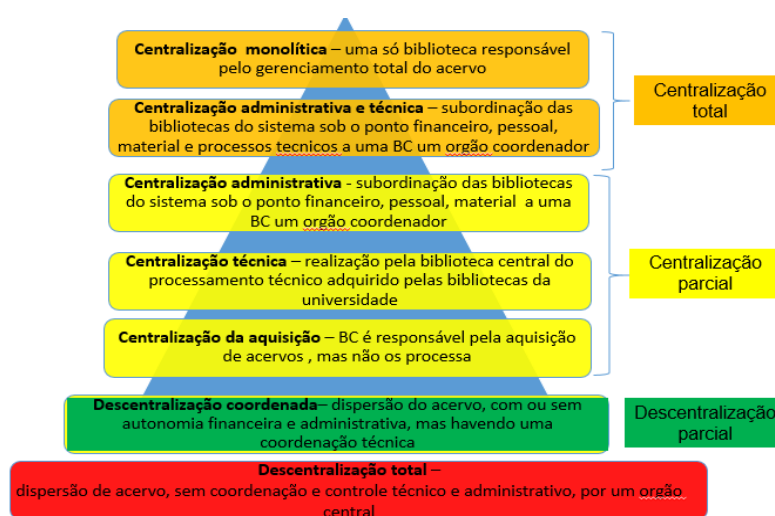 Centralização monolítica – uma só biblioteca responsável
pelo gerenciamento total do acervo
Centralização administrativa e técnica – subordinação das
bibliotecas do sistema sob o ponto financeiro, pessoal,
material e processos tecnicos a uma BC um orgão coordenador
Centralização
total
Centralização administrativa - subordinação das bibliotecas
do sistema sob o ponto financeiro, pessoal, material a uma
BC um orgão coordenador
Centralização técnica – realização pela biblioteca central do
processamento técnico adquirido pelas bibliotecas da
universidade
Centralização da aquisição – BC é responsável pela aquisição
de acervos , mas não os processa
Centralização
parcial
Descentralização coordenada– dispersão do acervo, com ou sem
autonomia financeira e administrativa, mas havendo uma
coordenação técnica
Descentralização
parcial
Descentralização total –
dispersão de acervo, sem coordenação e controle técnico e administrativo, por um orgão
central